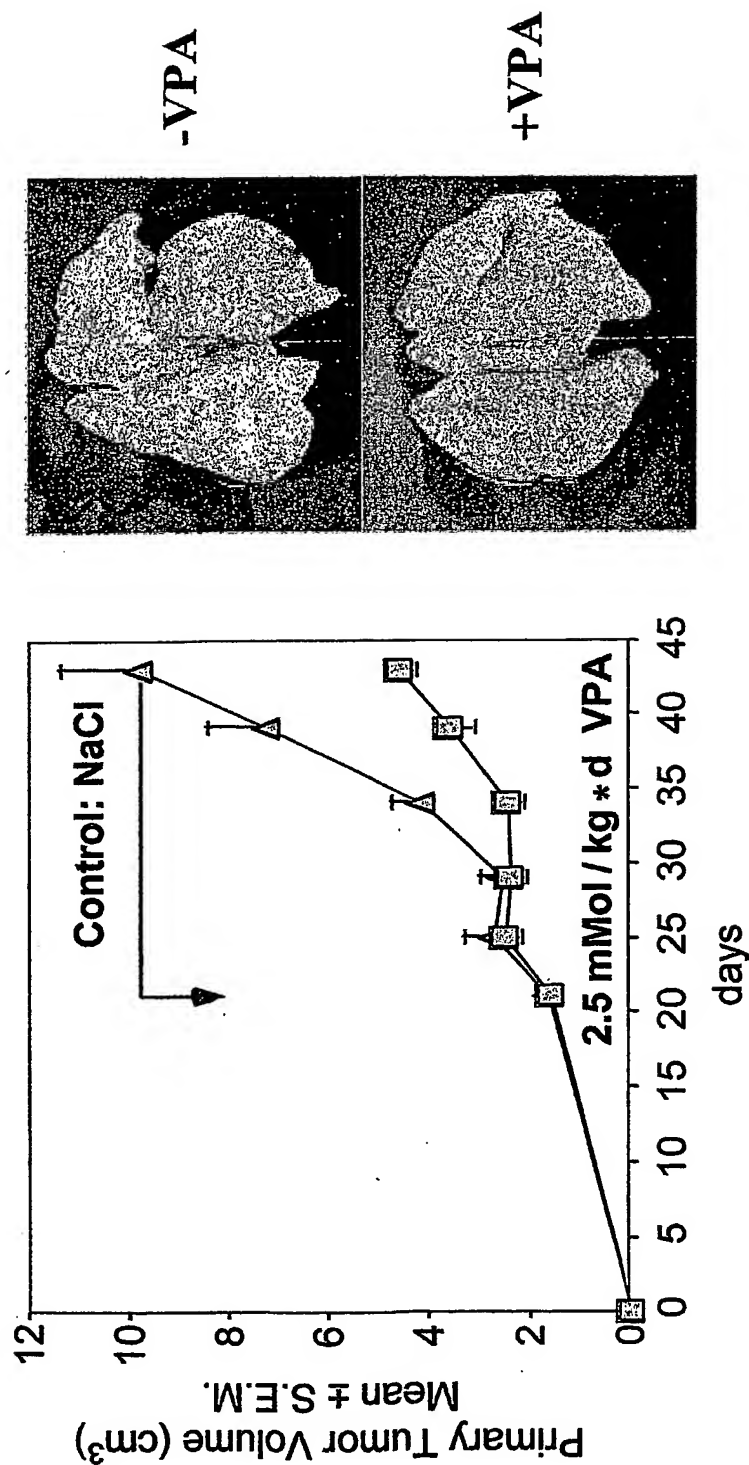 Primary Tumor Volume (cm³)
Mean ± S.E.M.
12
10
8
6
4
2
0
Control: NaCl
2.5 mMol / kg * d VPA
0 5 10 15 20 25 30 35 40 45
days
-VPA
+VPA